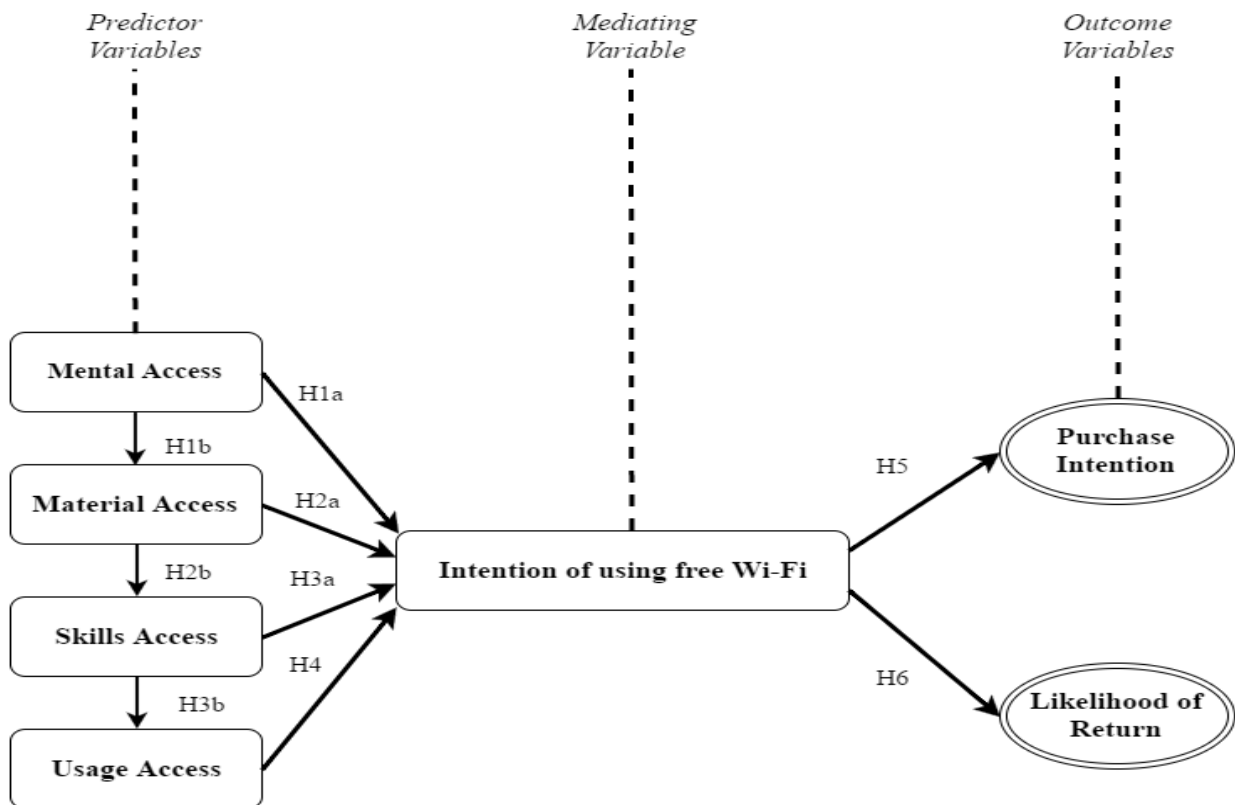 Predictor
Variables
Mediating
Variable
Outcome
Variables
Mental Access
H1a
H1b
Material Access
H2a
H2b
H3a
Skills Access
H4
H3b
Usage Access
Intention of using free Wi-Fi
H5
Purchase
Intention
H6
Likelihood of
Return